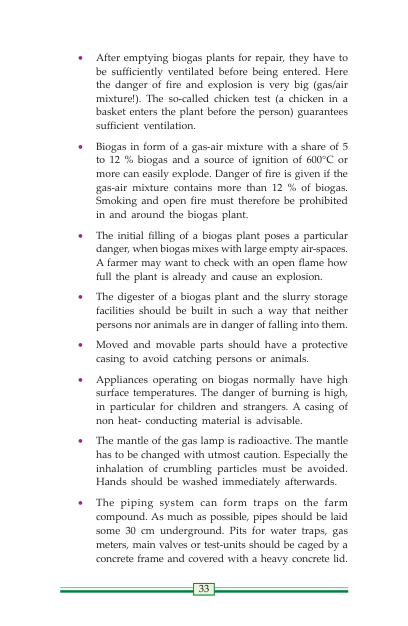 • After emptying biogas plants for repair, they have to
be sufficiently ventilated before being entered. Here
the danger of fire and explosion is very big (gas/air
mixture!). The so-called chicken test (a chicken in a
basket enters the plant before the person) guarantees
sufficient ventilation.
• Biogas in form of a gas-air mixture with a share of 5
to 12 % biogas and a source of ignition of 600°C or
more can easily explode. Danger of fire is given if the
gas-air mixture contains more than 12 % of biogas.
Smoking and open fire must therefore be prohibited
in and around the biogas plant.
• The initial filling of a biogas plant poses a particular
danger, when biogas mixes with large empty air-spaces.
A farmer may want to check with an open flame how
full the plant is already and cause an explosion.
• The digester of a biogas plant and the slurry storage
facilities should be built in such a way that neither
persons nor animals are in danger of falling into them.
• Moved and movable parts should have a protective
casing to avoid catching persons or animals.
• Appliances operating on biogas normally have high
surface temperatures. The danger of burning is high,
in particular for children and strangers. A casing of
non heat- conducting material is advisable.
• The mantle of the gas lamp is radioactive. The mantle
has to be changed with utmost caution. Especially the
inhalation of crumbling particles must be avoided.
Hands should be washed immediately afterwards.
• The piping system can form traps on the farm
compound. As much as possible, pipes should be laid
some 30 cm underground. Pits for water traps, gas
meters, main valves or test-units should be caged by a
concrete frame and covered with a heavy concrete lid.
33